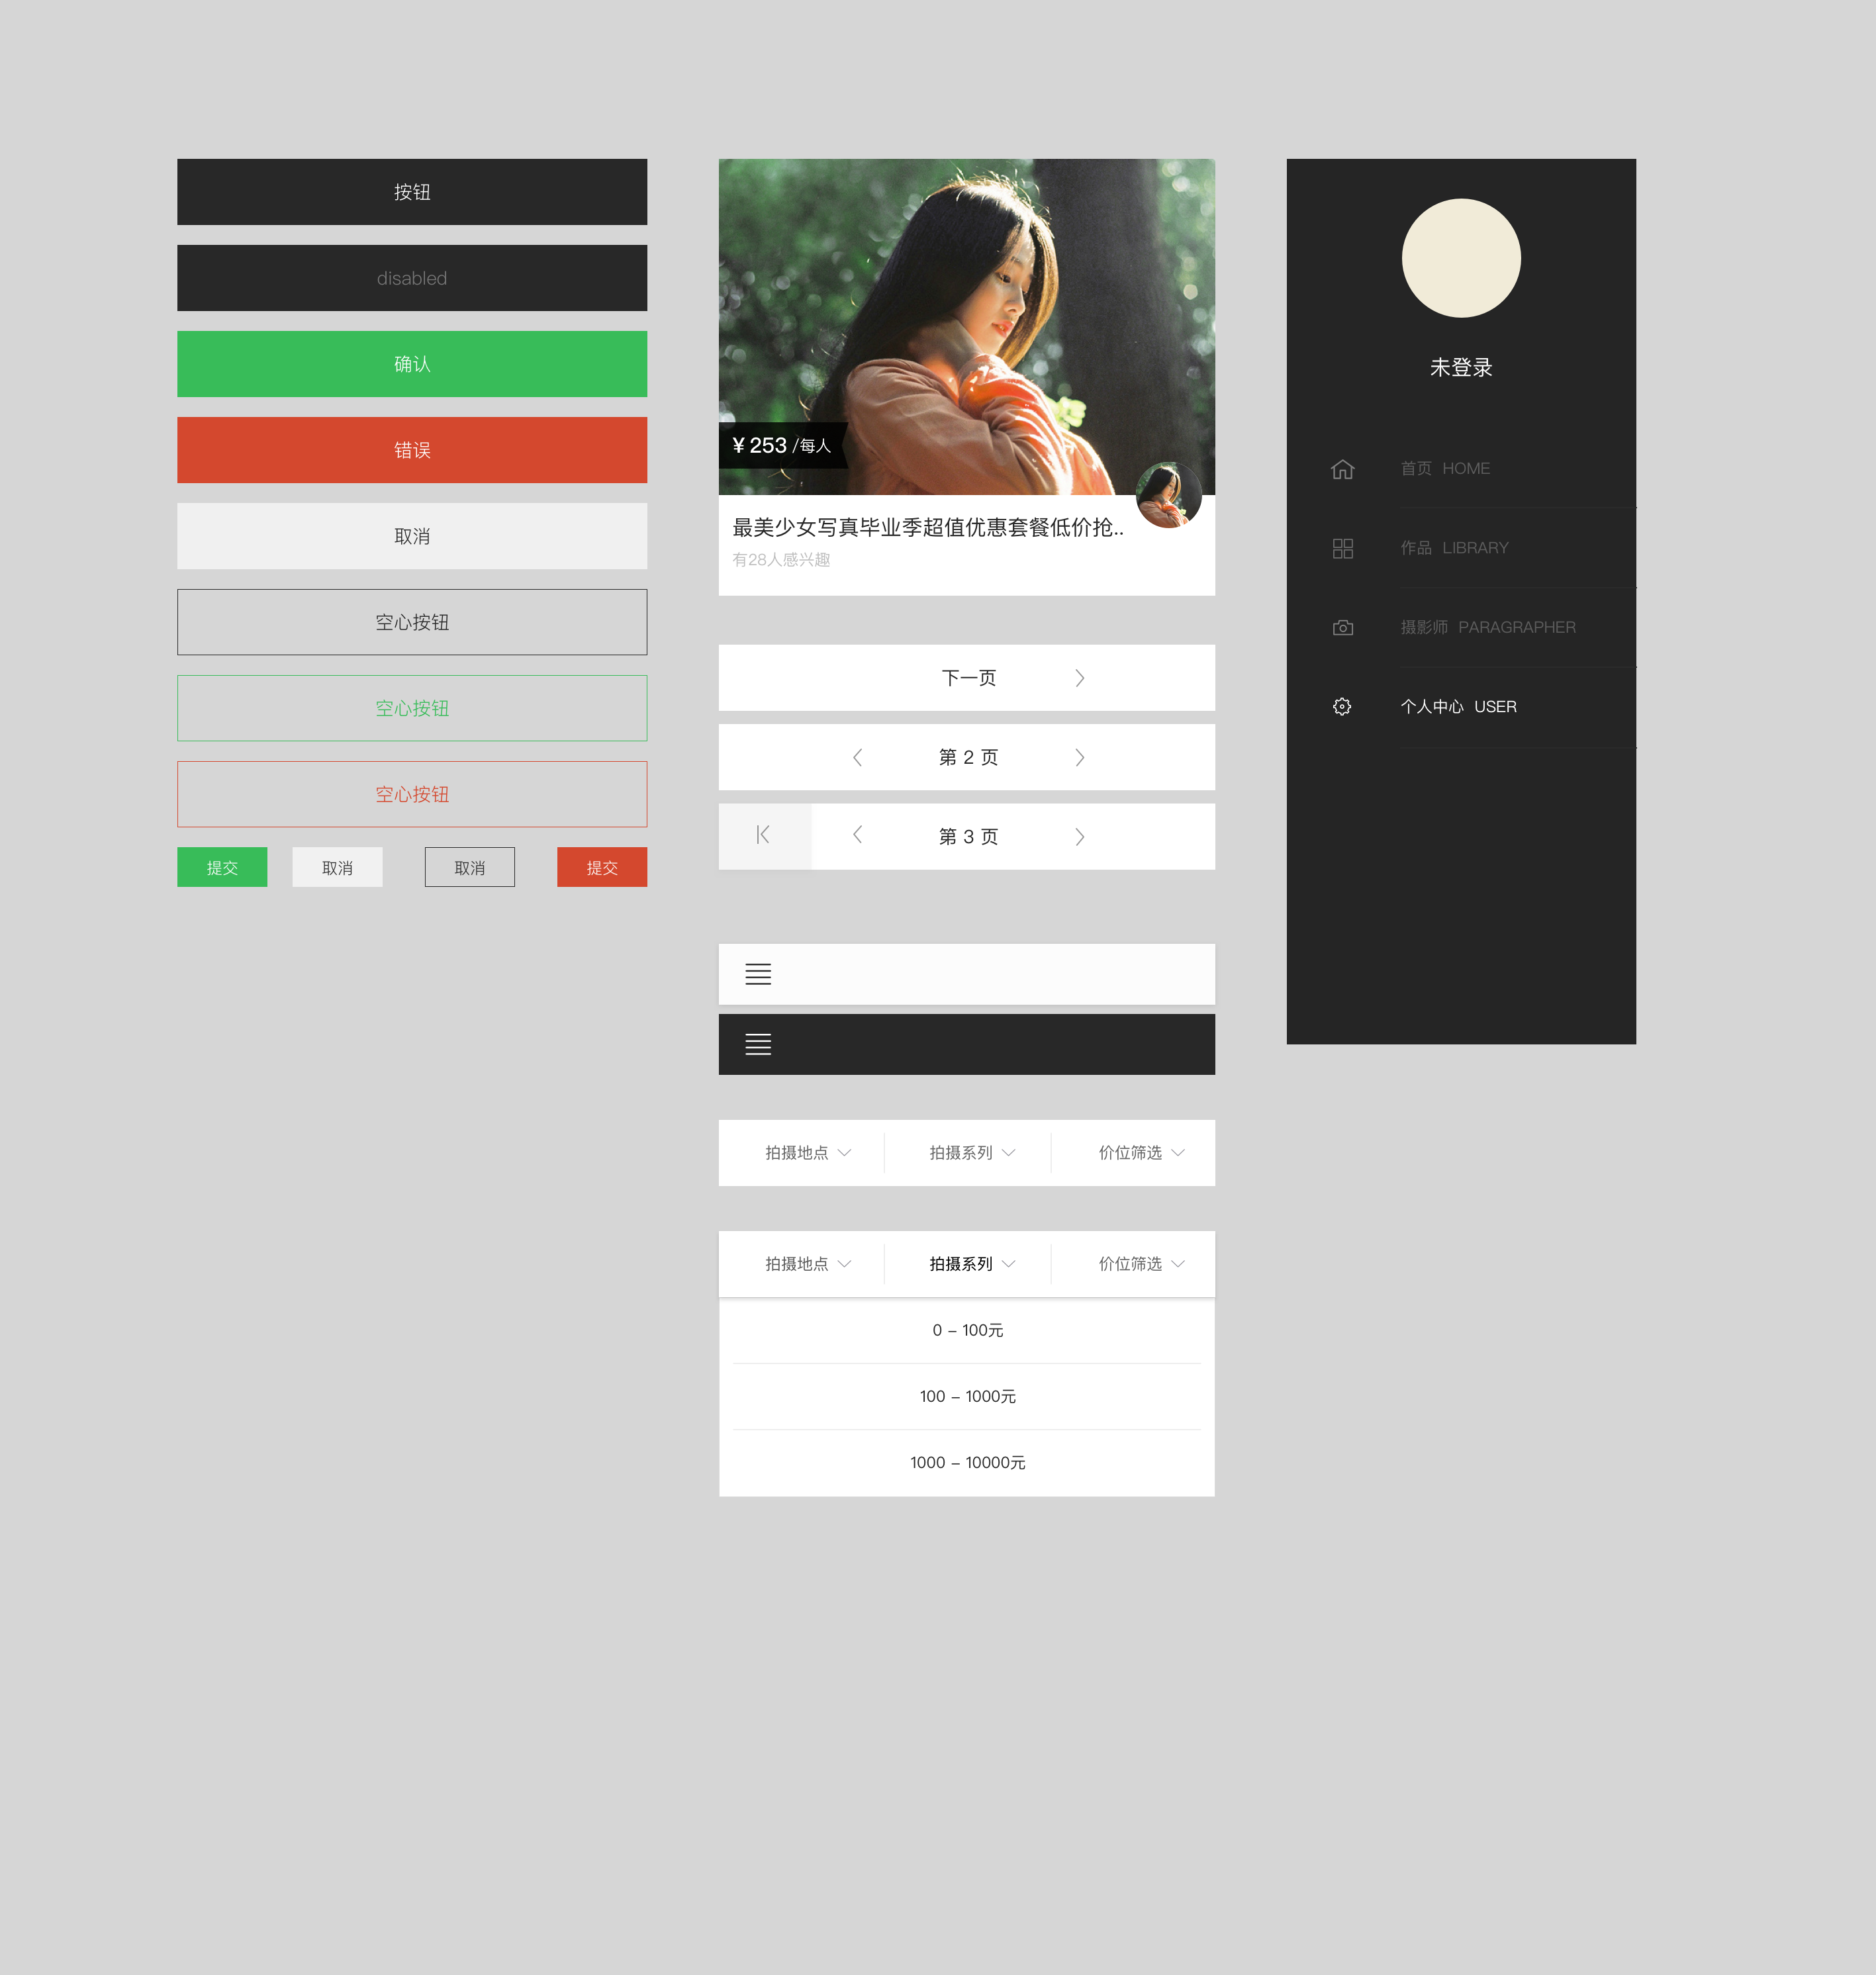 按钮
disabled
确认
错误
取消
空心按钮
空心按钮
空心按钮
提交 取消 取消 提交
¥ 253 /每人
最美少女写真毕业季超值优惠套餐低价抢..
有28人感兴趣
下一页
第 2 页
第 3 页
拍摄地点 拍摄系列 价位筛选
拍摄地点 拍摄系列 价位筛选
0 – 100元
100 – 1000元
1000 – 10000元
未登录
首页 HOME
作品 LIBRARY
摄影师 PARAGRAPHER
个人中心 USER